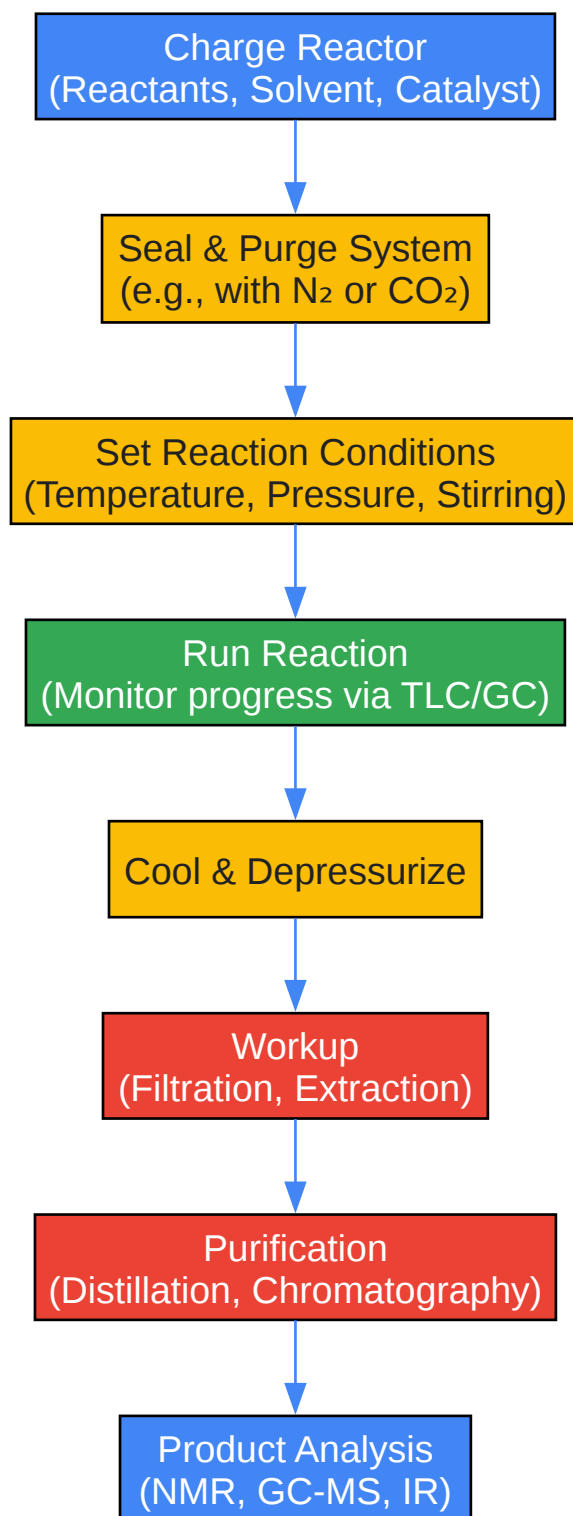 Charge Reactor
(Reactants, Solvent, Catalyst)
Seal & Purge System
(e.g., with N₂ or CO₂)
Set Reaction Conditions
(Temperature, Pressure, Stirring)
Run Reaction
(Monitor progress via TLC/GC)
Cool & Depressurize
Workup
(Filtration, Extraction)
Purification
(Distillation, Chromatography)
Product Analysis
(NMR, GC-MS, IR)